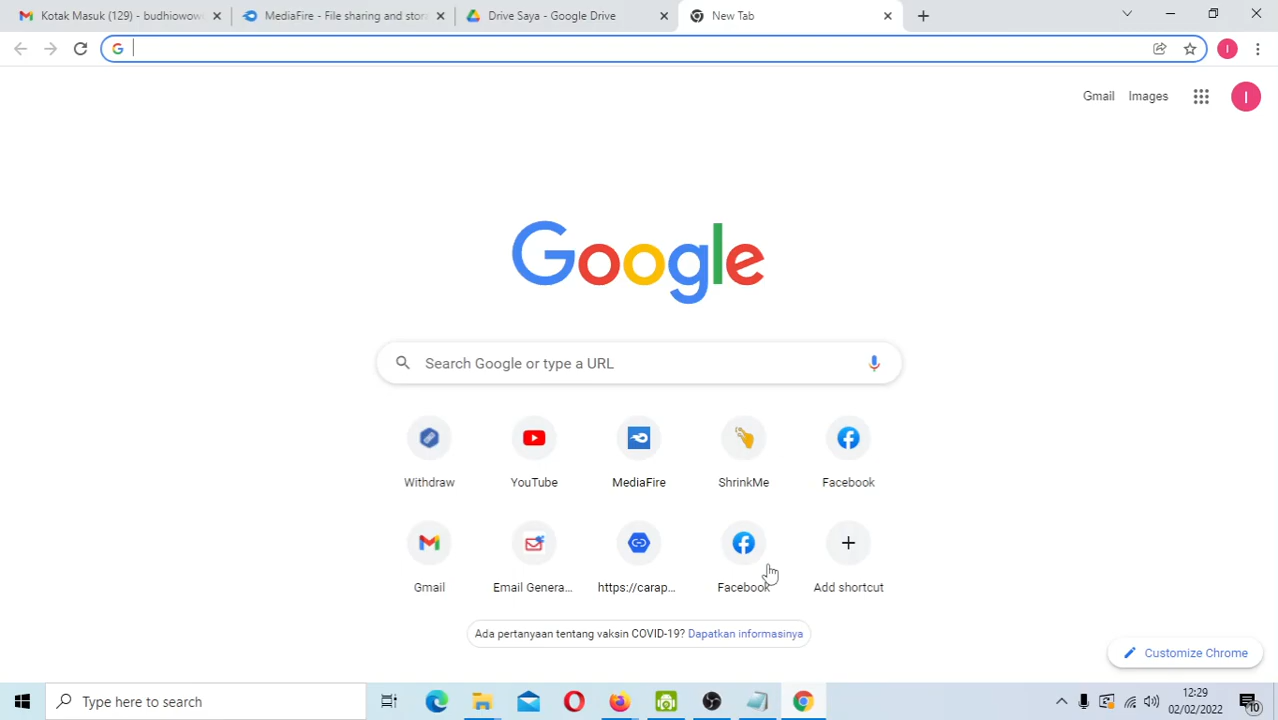 Kotak Masuk (129) - budhiowow
MediaFire - File sharing and stor
Drive Saya - Google Drive
New Tab
I
Gmail
Images
I
Google
Search Google or type a URL
Withdraw
YouTube
MediaFire
ShrinkMe
Facebook
Gmail
Email Genera...
https://carap...
Facebook
Add shortcut
Ada pertanyaan tentang vaksin COVID-19? Dapatkan informasinya
Customize Chrome
Type here to search
12:29
02/02/2022
10